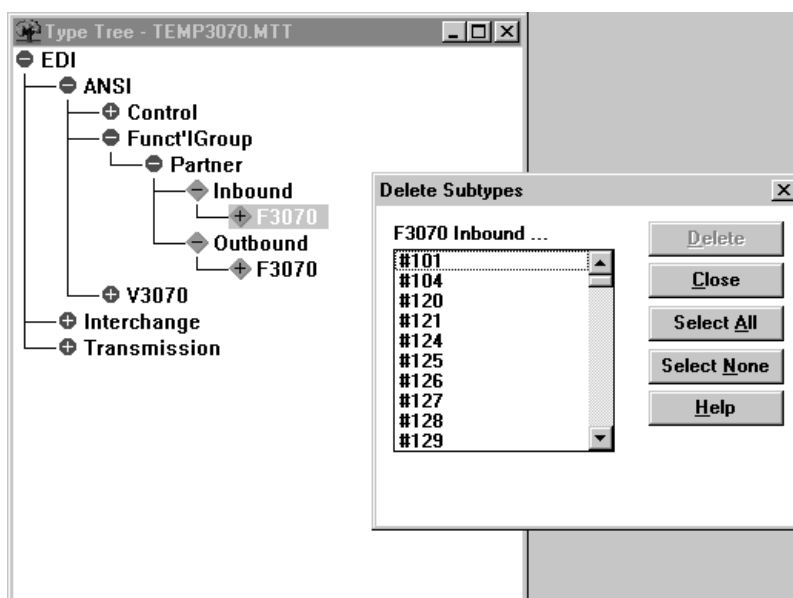 Type Tree - TEMP3070.MTT
EDI
ANSI
Control
Funct'lGroup
Partner
Inbound
F3070
Outbound
F3070
V3070
Interchange
Transmission
Delete Subtypes
F3070 Inbound ...
#101
#104
#120
#121
#124
#125
#126
#127
#128
#129
Delete
Close
Select All
Select None
Help